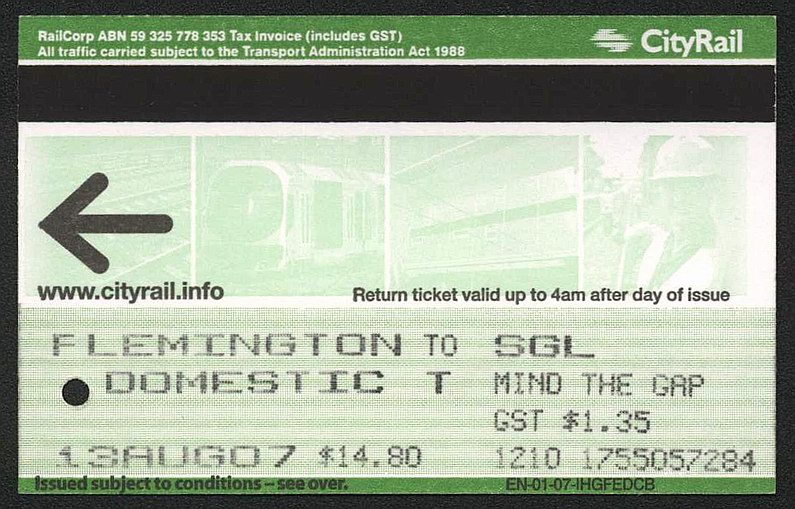 RailCorp ABN 59 325 778 353 Tax Invoice (includes GST)
All traffic carried subject to the Transport Administration Act 1988
CityRail
www.cityrail.info
Return ticket valid up to 4am after day of issue
FLEMINGTON TO SGL
DOMESTIC T MIND THE GAP
GST $1.35
13AUG07 $14.80 1210 1755057284
Issued subject to conditions – see over.
EN-01-07-IHGFEDCB